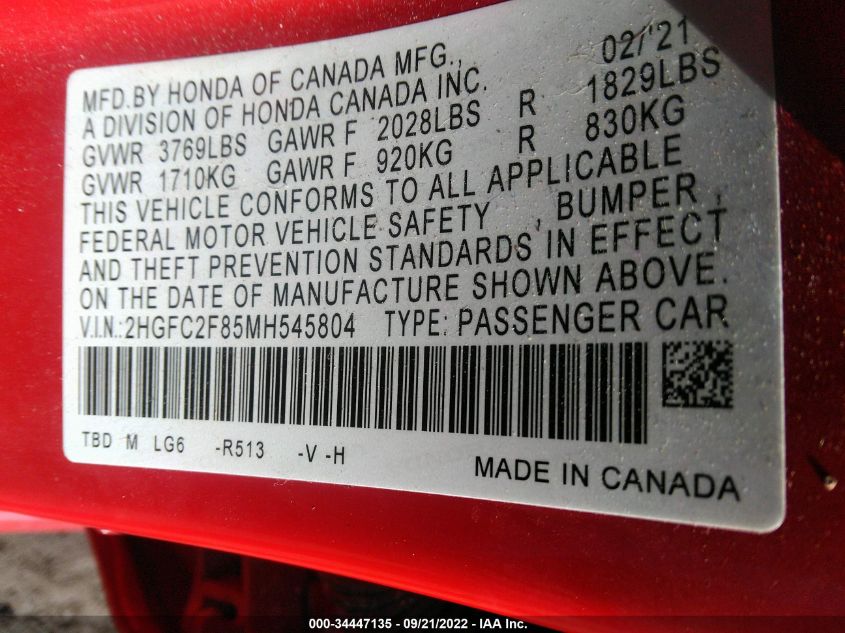 MFD. BY HONDA OF CANADA MFG., 02/'21
A DIVISION OF HONDA CANADA INC.
GVWR 3769LBS GAWR F 2028LBS R 1829LBS
GVWR 1710KG GAWR F 920KG R 830KG
THIS VEHICLE CONFORMS TO ALL APPLICABLE
FEDERAL MOTOR VEHICLE SAFETY , BUMPER ,
AND THEFT PREVENTION STANDARDS IN EFFECT
ON THE DATE OF MANUFACTURE SHOWN ABOVE.
V.I.N.:2HGFC2F85MH545804 TYPE: PASSENGER CAR
TBD M LG6 -R513 -V -H
MADE IN CANADA
000-34447135 - 09/21/2022 - IAA Inc.